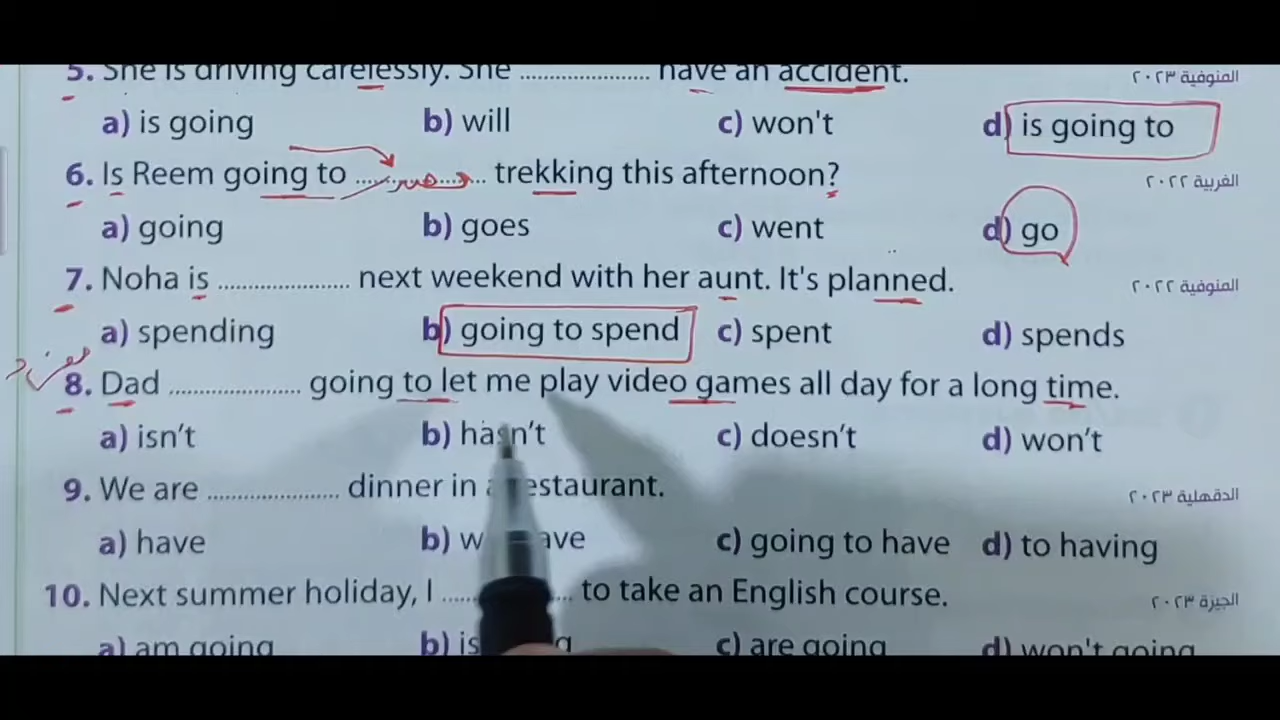 5. She is driving carelessly. She ........................ have an accident. المنوفية ٢٠٢٣
a) is going b) will c) won't d) is going to
6. Is Reem going to ........................ trekking this afternoon? الغربية ٢٠٢٢
a) going b) goes c) went d) go
7. Noha is ........................ next weekend with her aunt. It's planned. المنوفية ٢٠٢٢
a) spending b) going to spend c) spent d) spends
8. Dad ........................ going to let me play video games all day for a long time.
a) isn't b) hasn't c) doesn't d) won't
9. We are ........................ dinner in a restaurant. الدقهلية ٢٠٢٣
a) have b) ave c) going to have d) to having
10. Next summer holiday, I ........................ to take an English course. الجيزة ٢٠٢٣
a) am going b) is g c) are going d) won't going